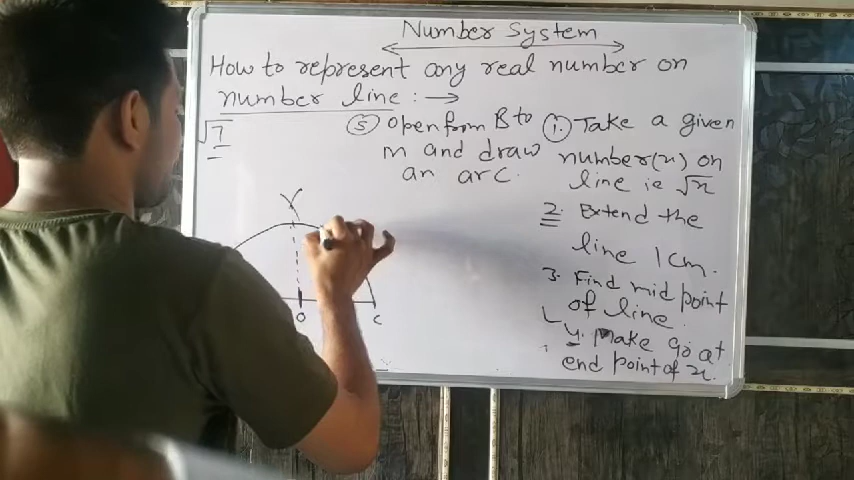 Number System
How to represent any real number on
number line : →
√7
(5) Open from B to
m and draw
an arc.
(1) Take a given
number(x) on
line ie √x
2. Extend the
line 1cm.
3. Find mid point
of line.
4. Make 90 at
end point of x.
O
C